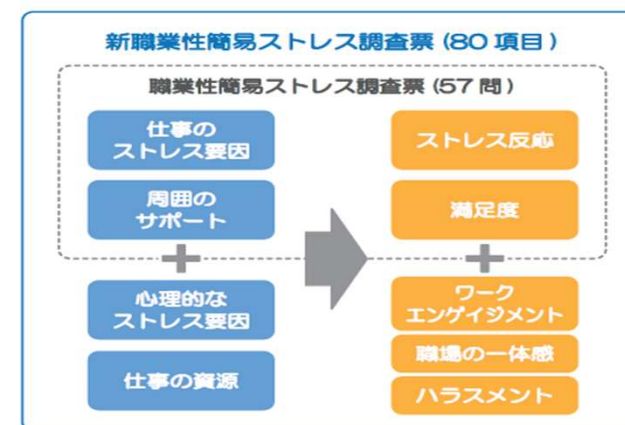 新職業性簡易ストレス調査票(80項目)
職業性簡易ストレス調査票(57問)
仕事の
ストレス要因
周囲の
サポート
心理的な
ストレス要因
仕事の資源
ストレス反応
満足度
ワーク
エンゲイジメント
職場の一体感
ハラスメント